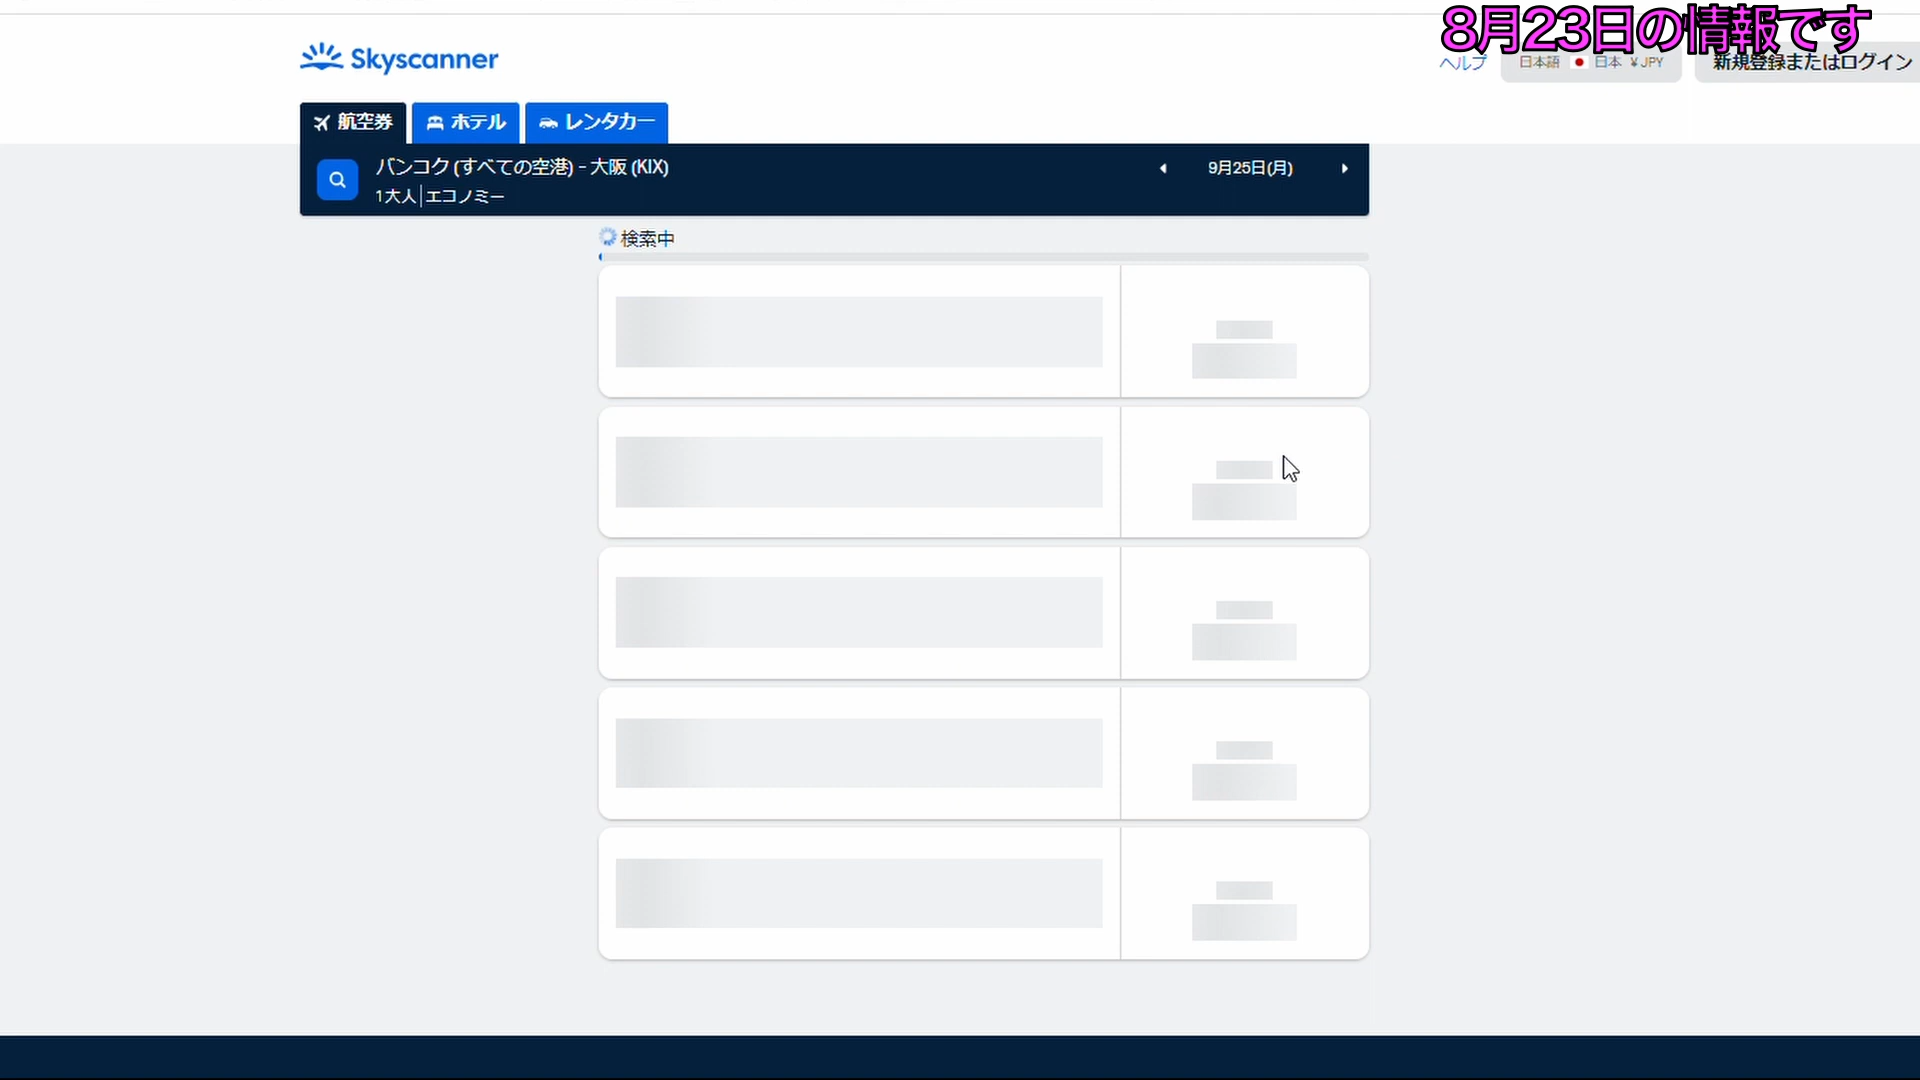 8月23日の情報です
Skyscanner
ヘルプ
日本語 日本 ¥ JPY
新規登録またはログイン
航空券
ホテル
レンタカー
バンコク (すべての空港) - 大阪 (KIX)
9月25日(月)
1大人|エコノミー
検索中